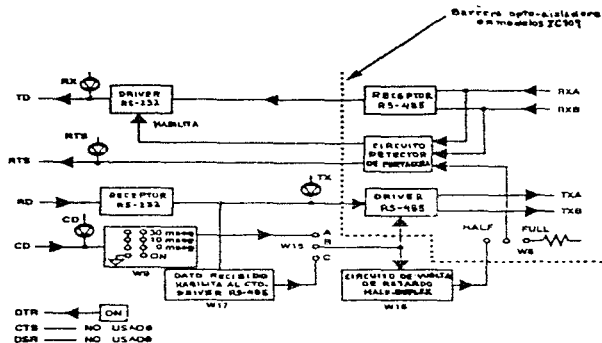 Barrera opto-aisladora
en modelos IC909
RX
TD
DRIVER
RS-232
HABILITA
RECEPTOR
RS-485
RXA
RXB
RTS
RTS
CIRCUITO
DETECTOR
DE PORTADORA
RD
RECEPTOR
RS-232
TX
DRIVER
RS-485
TXA
TXB
CD
CD
30 mseg
10 mseg
0 mseg
ON
W9
A
W15 B
C
HALF
FULL
W8
DATO RECIBIDO
HABILITA AL CTO.
DRIVER RS-485
W17
CIRCUITO DE VUELTA
DE RETARDO
HALF-DUPLEX
W16
DTR
ON
CTS NO USADO
DSR NO USADO